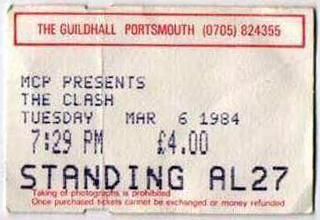 THE GUILDHALL PORTSMOUTH (0705) 824355
MCP PRESENTS
THE CLASH
TUESDAY MAR 6 1984
7:29 PM £4.00
STANDING AL27
Taking of photographs is prohibited
Once purchased tickets cannot be exchanged or money refunded